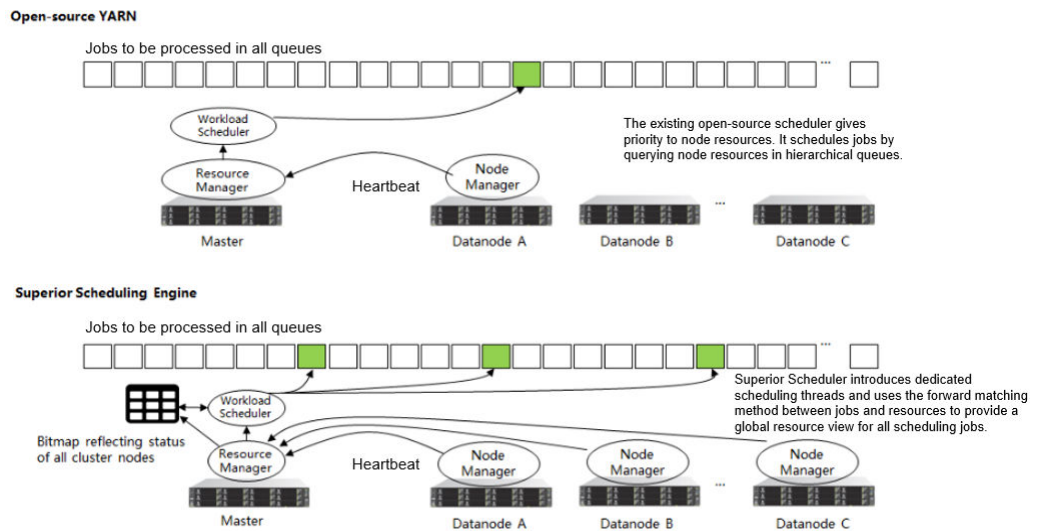 Open-source YARN
Jobs to be processed in all queues
...
Workload
Scheduler
The existing open-source scheduler gives
priority to node resources. It schedules jobs by
querying node resources in hierarchical queues.
Resource
Manager
Heartbeat
Node
Manager
...
Master
Datanode A
Datanode B
Datanode C
Superior Scheduling Engine
Jobs to be processed in all queues
...
Superior Scheduler introduces dedicated
scheduling threads and uses the forward matching
method between jobs and resources to provide a
global resource view for all scheduling jobs.
Workload
Scheduler
Bitmap reflecting status
of all cluster nodes
Resource
Manager
Heartbeat
Node
Manager
Node
Manager
Node
Manager
...
Master
Datanode A
Datanode B
Datanode C